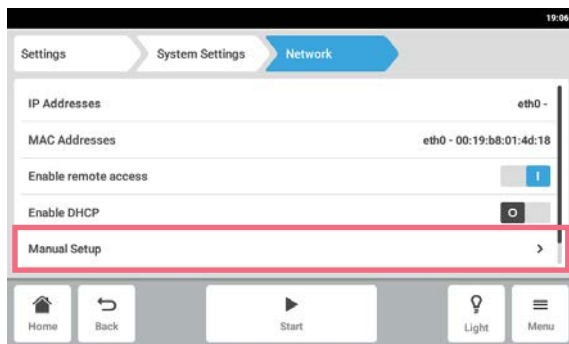 19:06
Settings System Settings Network
IP Addresses eth0 -
MAC Addresses eth0 - 00:19:b8:01:4d:18
Enable remote access I
Enable DHCP O
Manual Setup >
Home Back Start Light Menu